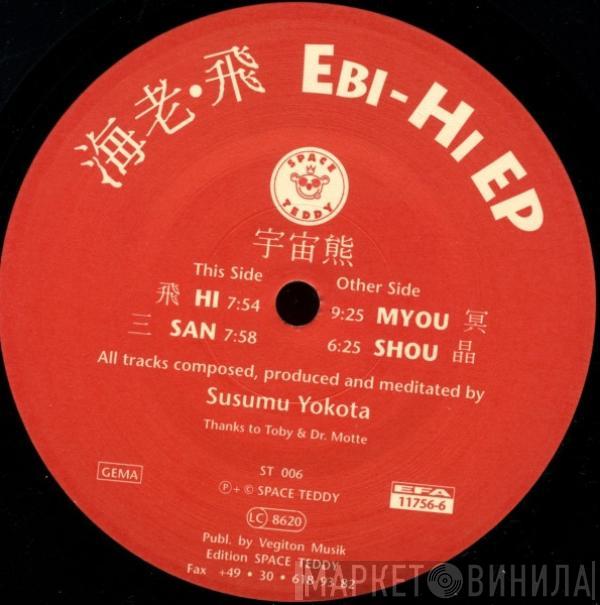 海老・飛 EBI-HI EP
SPACE TEDDY
宇宙熊
This Side
飛 HI 7:54
三 SAN 7:58
Other Side
9:25 MYOU 冥
6:25 SHOU 晶
All tracks composed, produced and meditated by
Susumu Yokota
Thanks to Toby & Dr. Motte
GEMA
ST 006
℗ + © SPACE TEDDY
LC 8620
EFA
11756-6
Publ. by Vegiton Musik
Edition SPACE TEDDY
Fax +49 • 30 • 618 93 82
МАРКЕТ ВИНИЛА